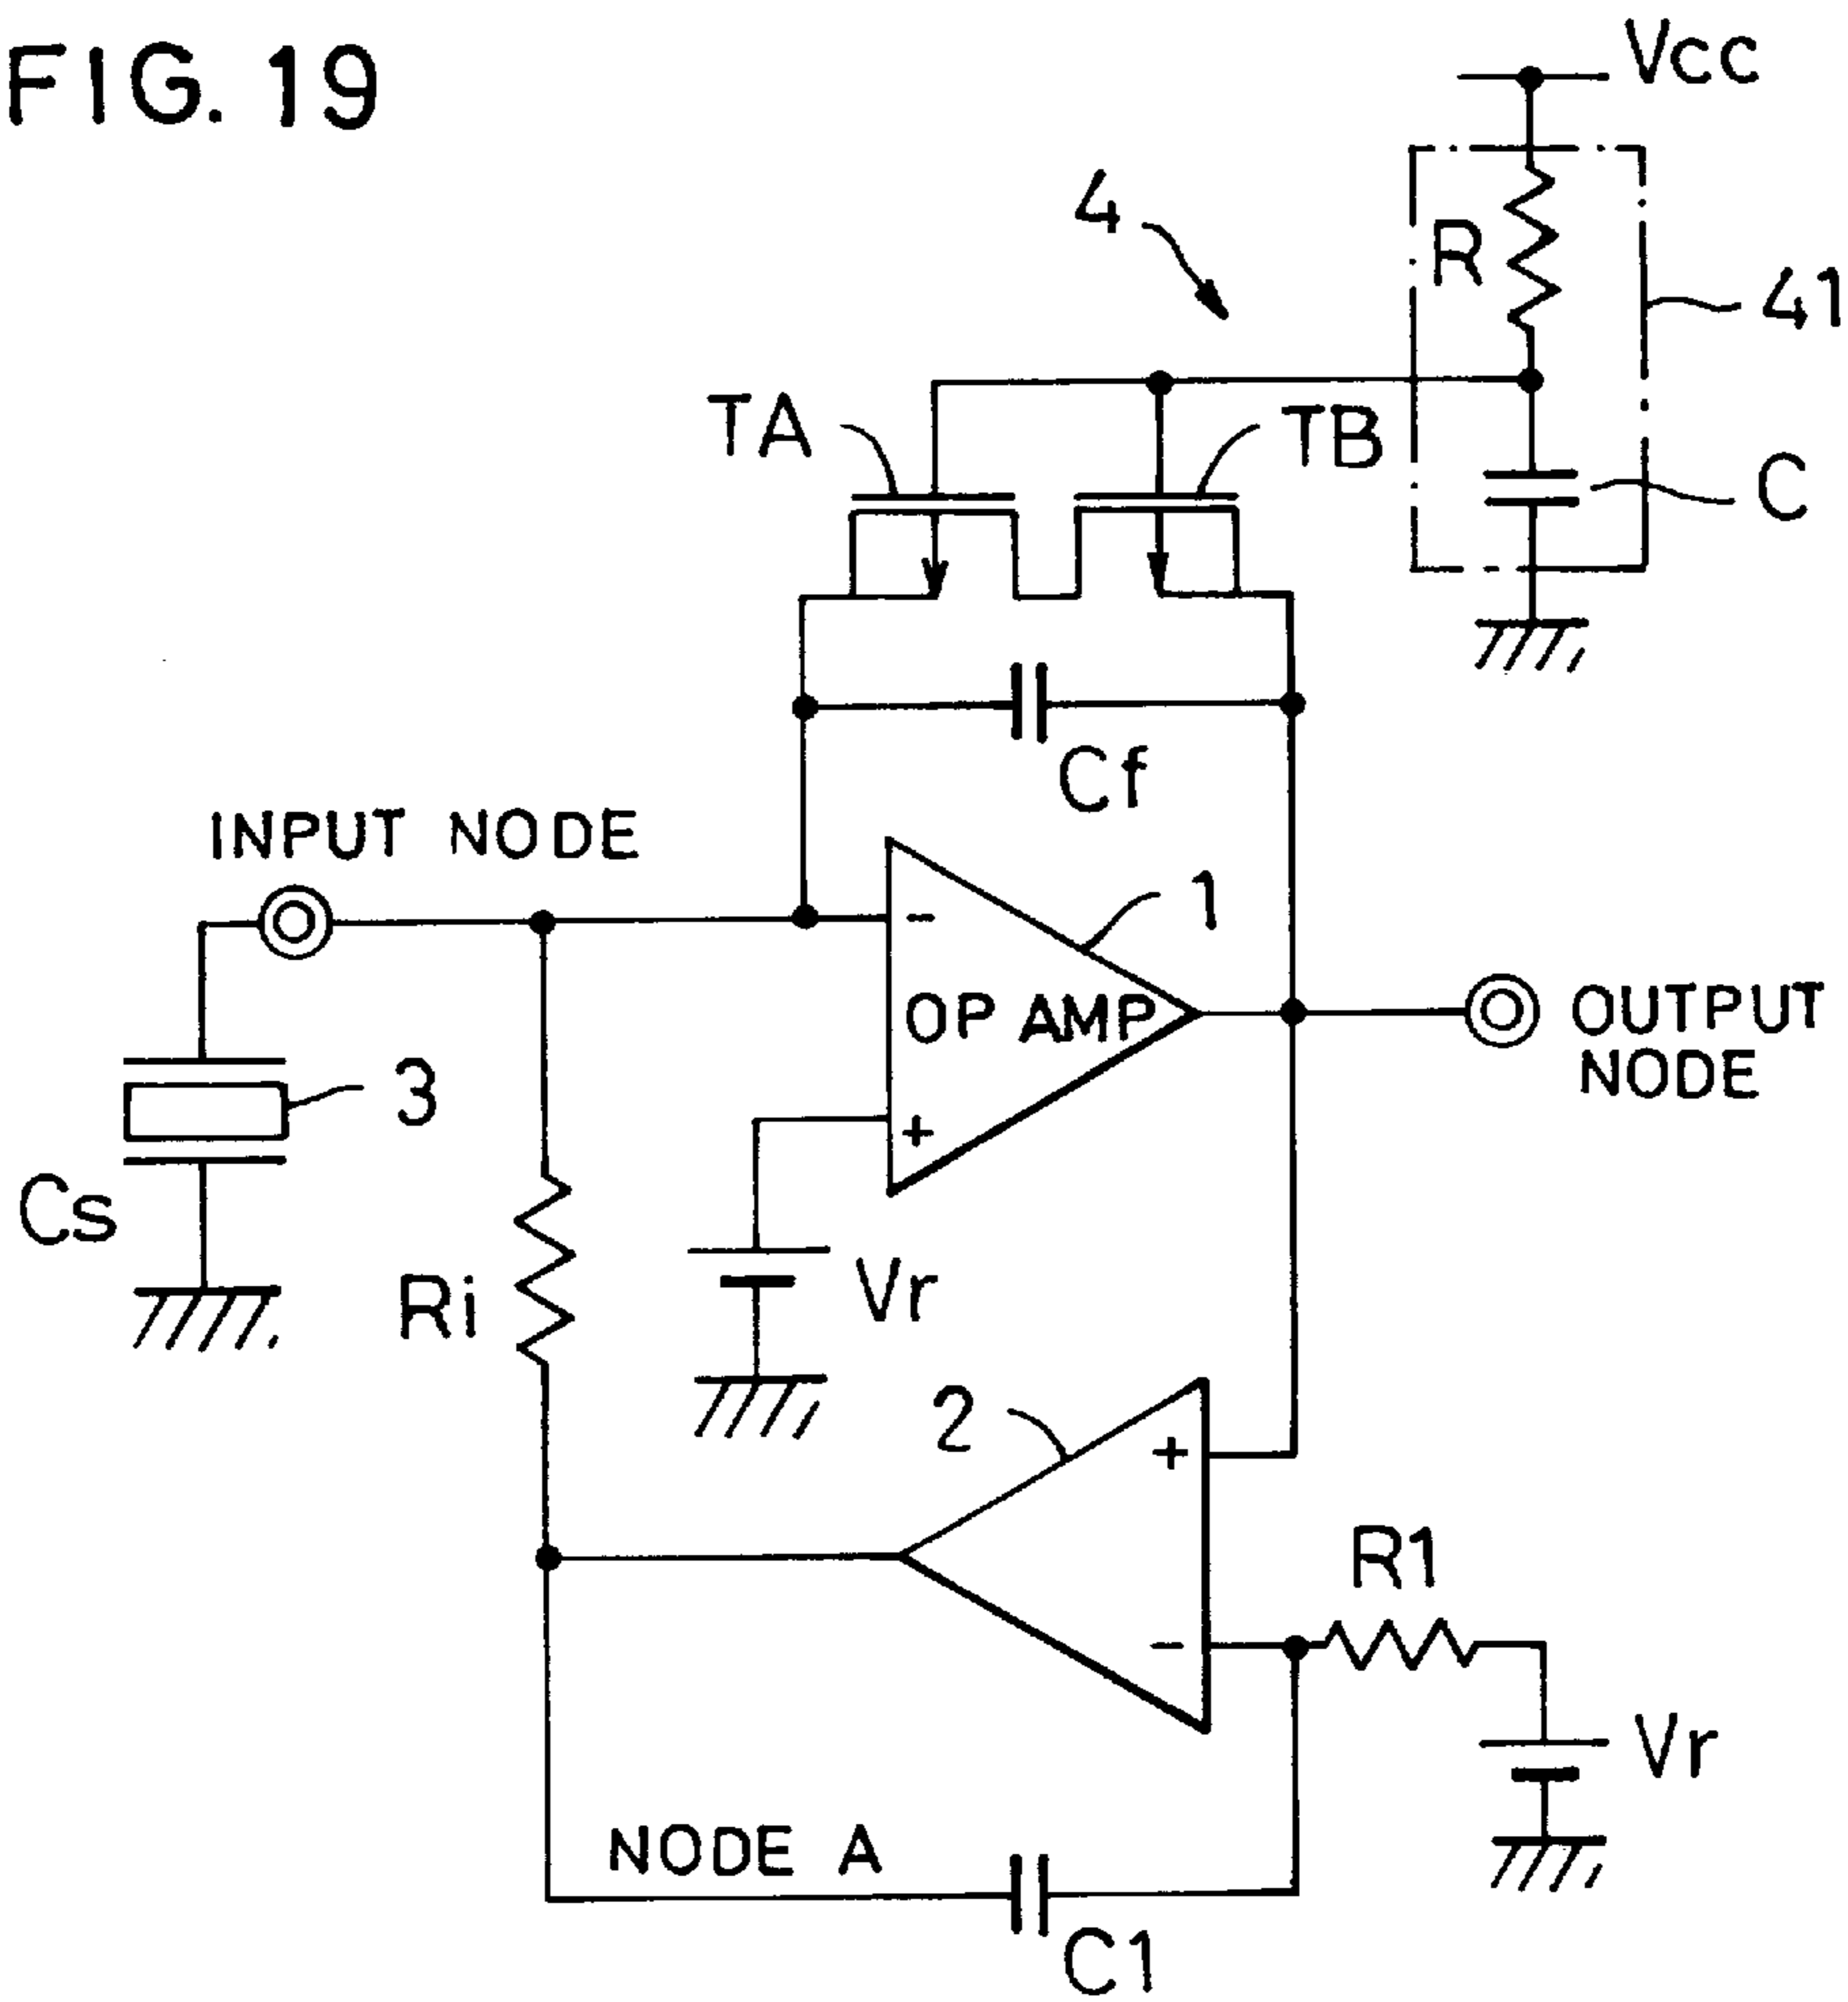 FIG. 19
Vcc
4
R
41
TA
TB
C
Cf
INPUT NODE
1
-
OP AMP
+
OUTPUT
NODE
3
Cs
Ri
Vr
2
+
R1
-
Vr
NODE A
C1